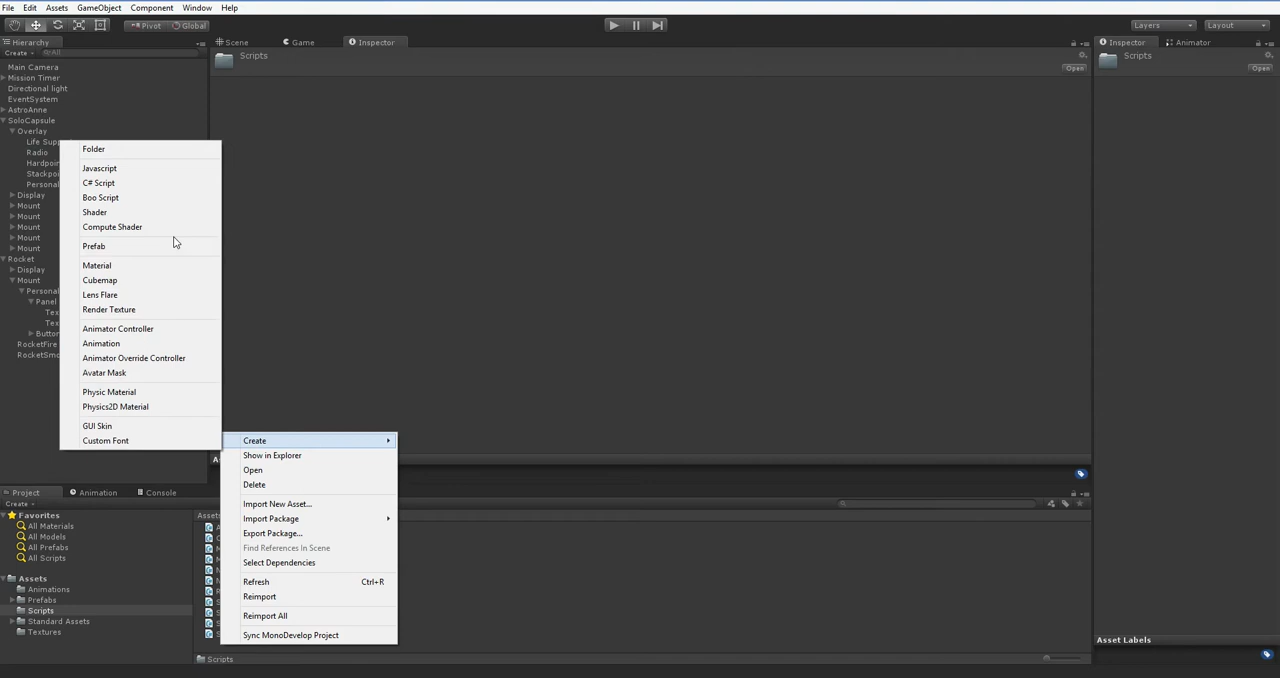 File Edit Assets GameObject Component Window Help
Pivot Global Layers Layout
Hierarchy Scene Game Inspector Inspector Animator
Create All Scripts Open Scripts Open
Main Camera
Mission Timer
Directional light
EventSystem
AstroAnne
SoloCapsule
Overlay
Life
Radio
Personal
Display
Mount
Mount
Mount
Mount
Mount
Rocket
Display
Mount
Personal
Panel
Folder
Javascript
C# Script
Boo Script
Shader
Compute Shader
Prefab
Material
Cubemap
Lens Flare
Render Texture
Animator Controller
Animation
Animator Override Controller
Avatar Mask
Physic Material
Physics2D Material
GUI Skin
Custom Font
Create
Show in Explorer
Open
Delete
Import New Asset...
Import Package
Export Package...
Find References In Scene
Select Dependencies
Refresh Ctrl+R
Reimport
Reimport All
Sync MonoDevelop Project
Project Animation Console
Create
Favorites
All Materials
All Models
All Prefabs
All Scripts
Assets
Animations
Prefabs
Scripts
Standard Assets
Textures
Assets
Scripts
Asset Labels